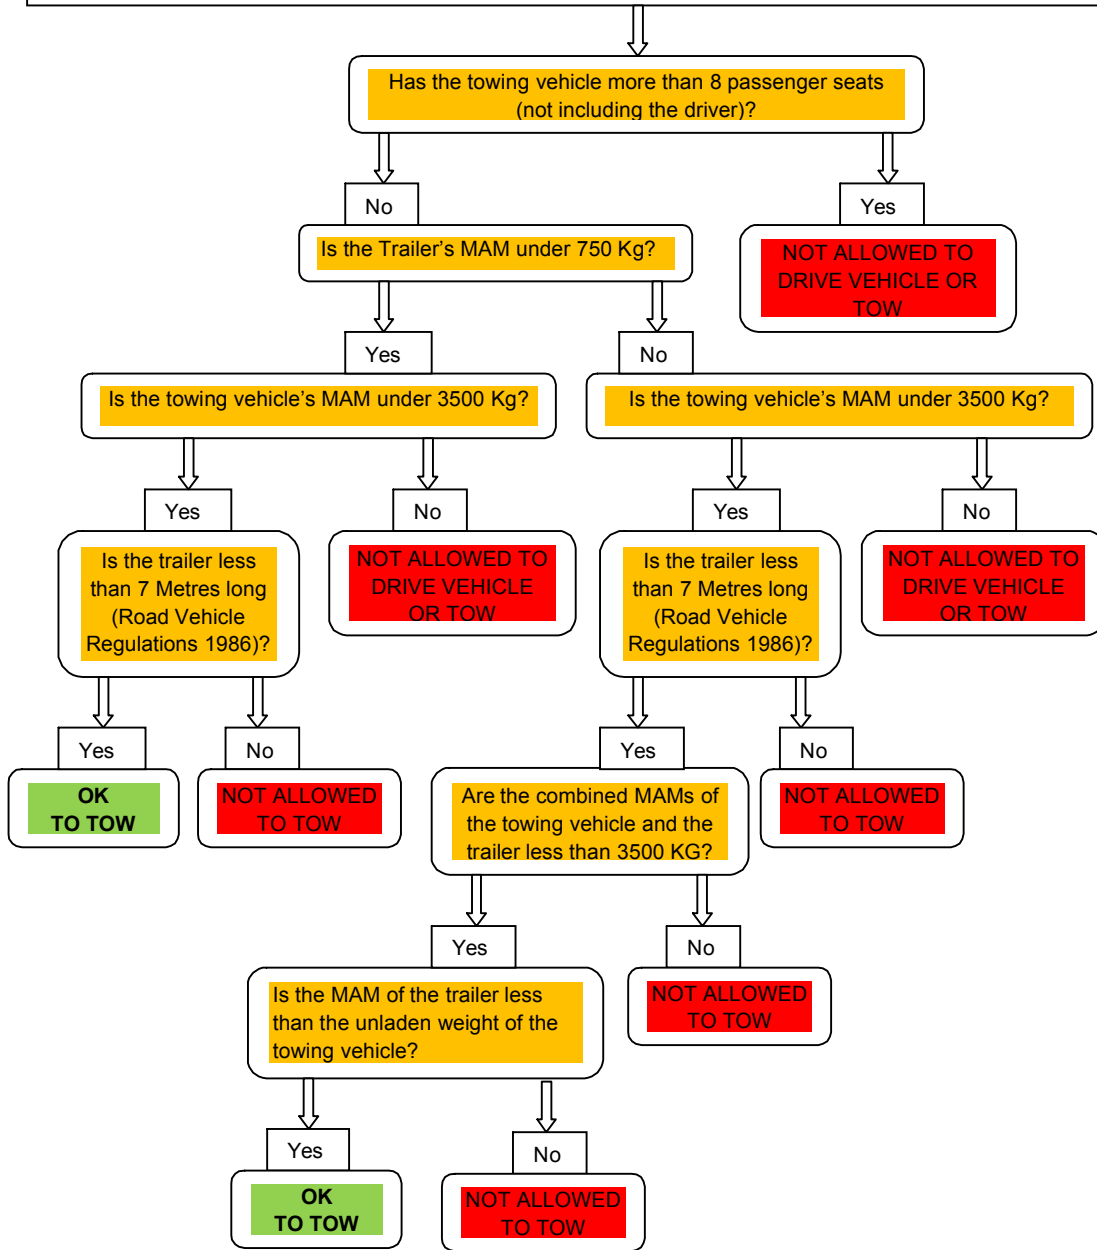 Has the towing vehicle more than 8 passenger seats
(not including the driver)?
No
Yes
Is the Trailer's MAM under 750 Kg?
NOT ALLOWED TO
DRIVE VEHICLE OR
TOW
Yes
No
Is the towing vehicle's MAM under 3500 Kg?
Is the towing vehicle's MAM under 3500 Kg?
Yes
No
Yes
No
Is the trailer less
than 7 Metres long
(Road Vehicle
Regulations 1986)?
NOT ALLOWED TO
DRIVE VEHICLE
OR TOW
Is the trailer less
than 7 Metres long
(Road Vehicle
Regulations 1986)?
NOT ALLOWED TO
DRIVE VEHICLE
OR TOW
Yes
No
Yes
No
OK
TO TOW
NOT ALLOWED
TO TOW
Are the combined MAMs of
the towing vehicle and the
trailer less than 3500 KG?
NOT ALLOWED
TO TOW
Yes
No
Is the MAM of the trailer less
than the unladen weight of the
towing vehicle?
NOT ALLOWED
TO TOW
Yes
No
OK
TO TOW
NOT ALLOWED
TO TOW